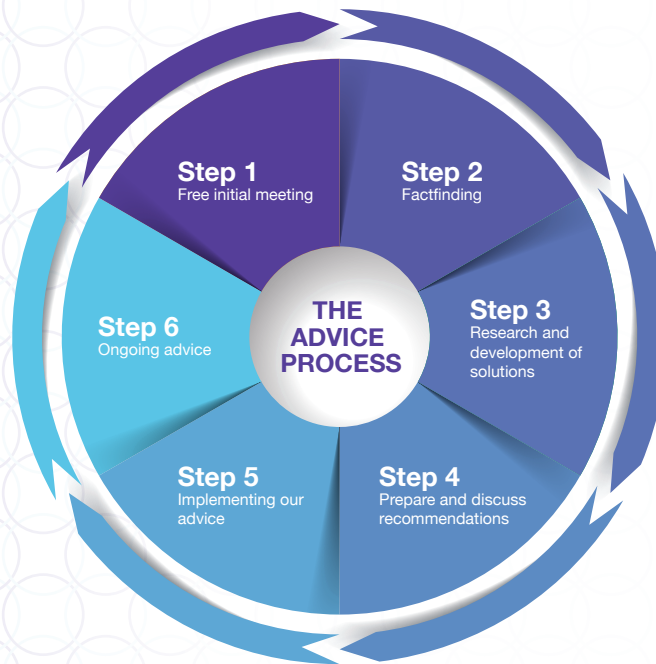 Step 1
Free initial meeting
Step 2
Factfinding
Step 3
Research and
development of
solutions
Step 4
Prepare and discuss
recommendations
Step 5
Implementing our
advice
Step 6
Ongoing advice
THE
ADVICE
PROCESS